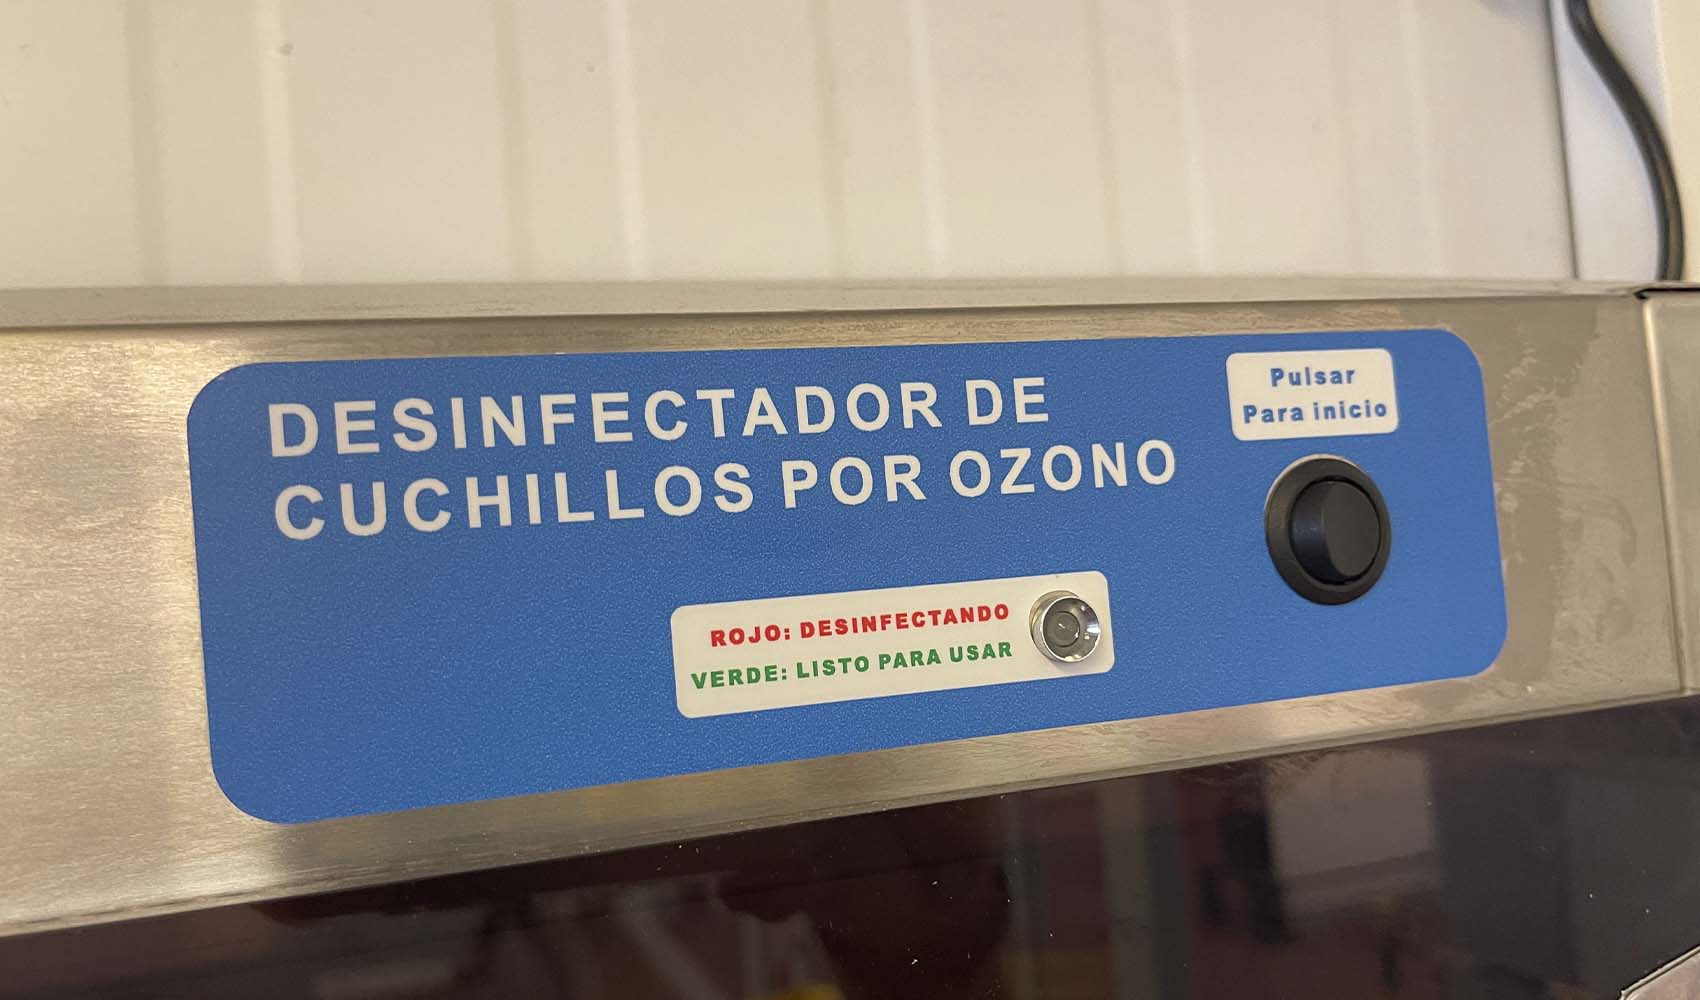 DESINFECTADOR DE
CUCHILLOS POR OZONO
Pulsar
Para inicio
ROJO: DESINFECTANDO
VERDE: LISTO PARA USAR